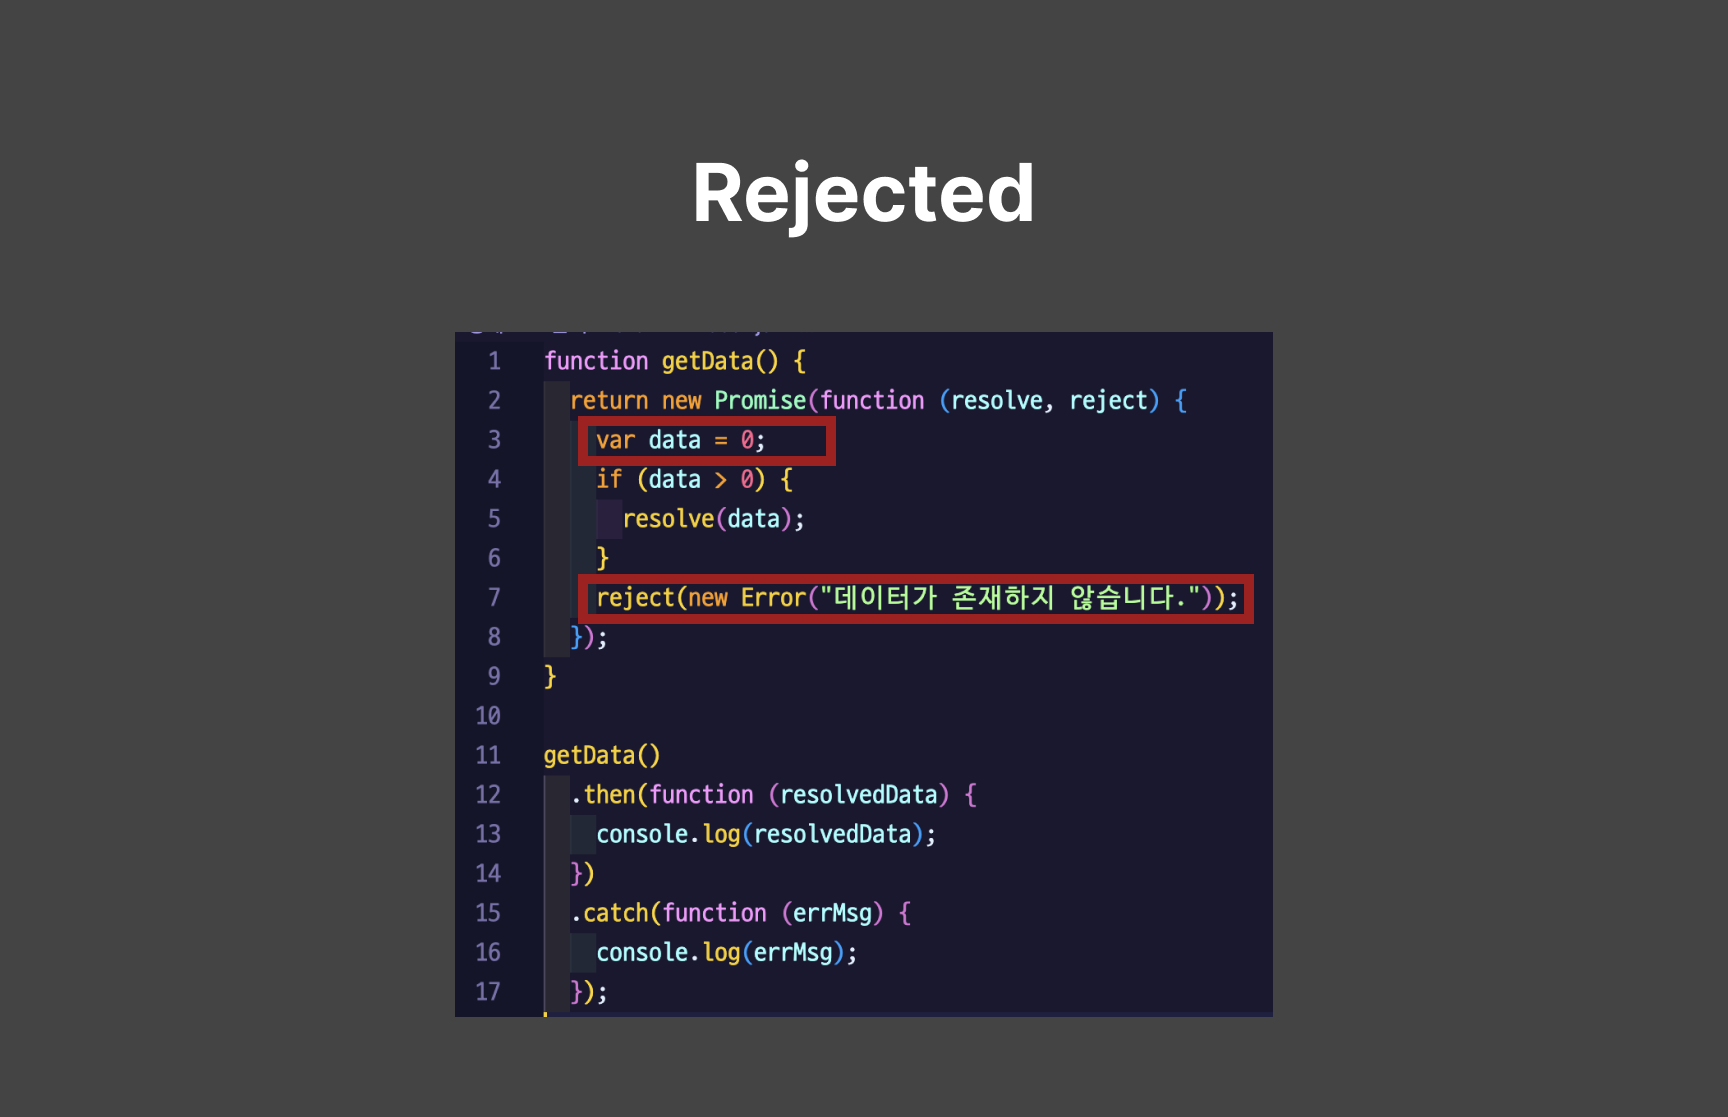 Rejected
1 function getData() {
2 return new Promise(function (resolve, reject) {
3 var data = 0;
4 if (data > 0) {
5 resolve(data);
6 }
7 reject(new Error("데이터가 존재하지 않습니다."));
8 });
9 }
10
11 getData()
12 .then(function (resolvedData) {
13 console.log(resolvedData);
14 })
15 .catch(function (errMsg) {
16 console.log(errMsg);
17 });